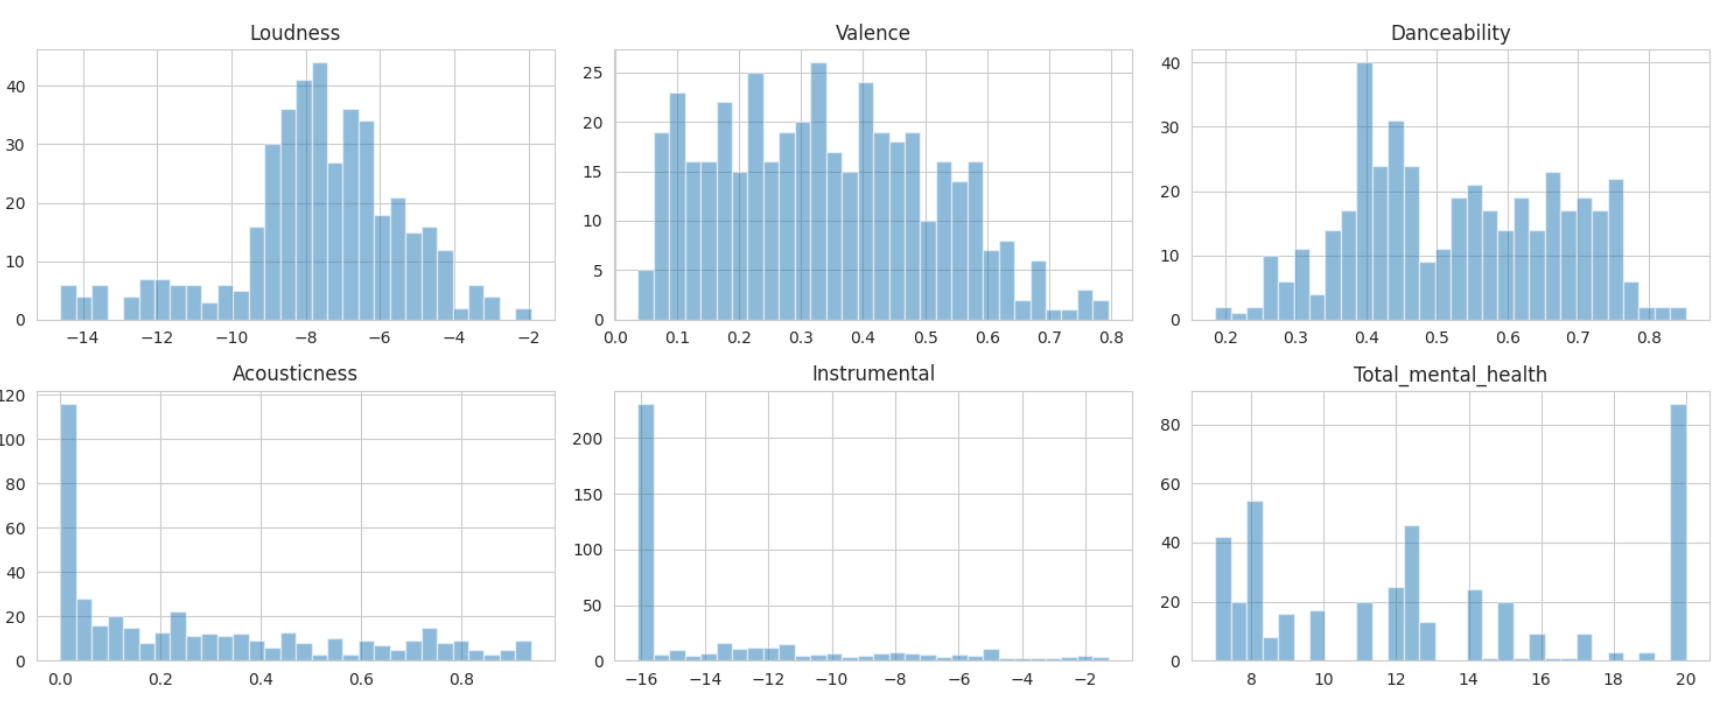 Loudness
40
30
20
10
0
−14 −12 −10 −8 −6 −4 −2
Valence
25
20
15
10
5
0
0.0 0.1 0.2 0.3 0.4 0.5 0.6 0.7 0.8
Danceability
40
30
20
10
0
0.2 0.3 0.4 0.5 0.6 0.7 0.8
Acousticness
120
100
80
60
40
20
0
0.0 0.2 0.4 0.6 0.8
Instrumental
200
150
100
50
0
−16 −14 −12 −10 −8 −6 −4 −2
Total_mental_health
80
60
40
20
0
8 10 12 14 16 18 20